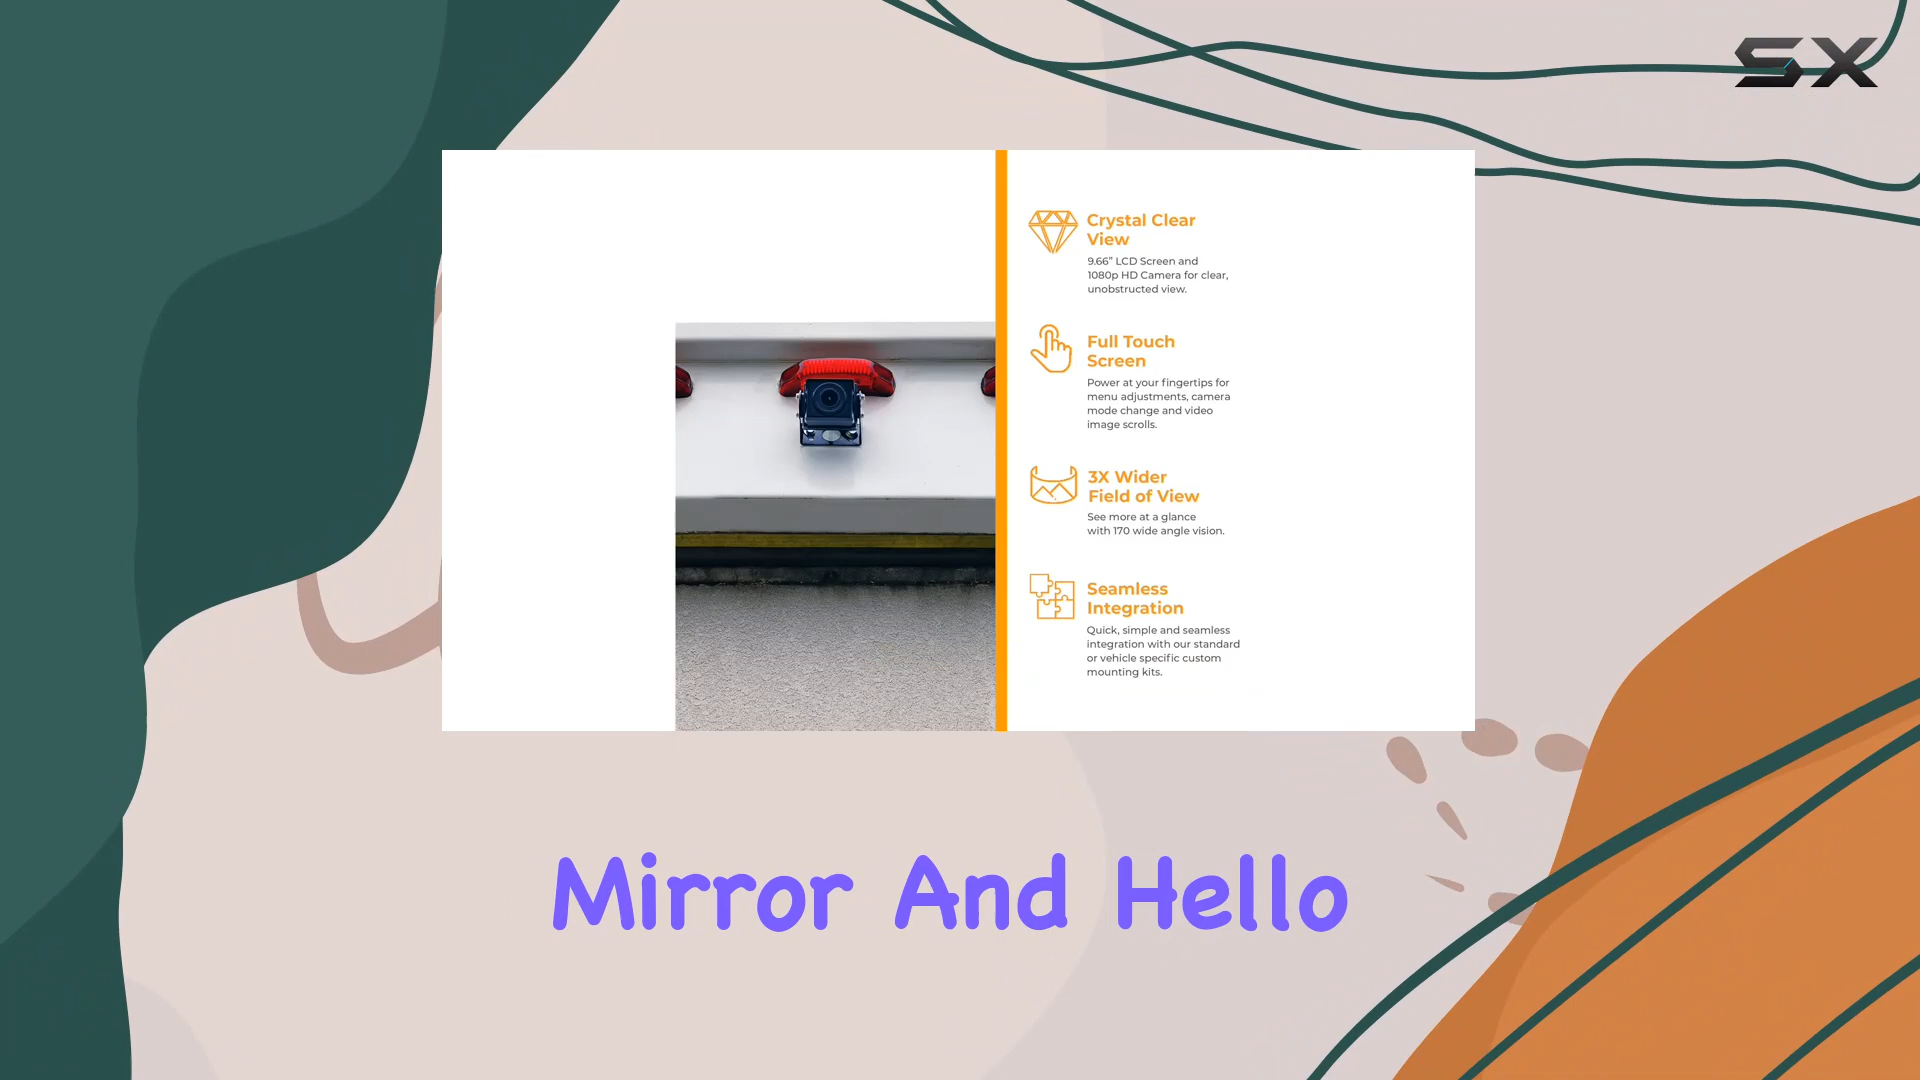 SX
Crystal Clear
View
9.66” LCD Screen and
1080p HD Camera for clear,
unobstructed view.
Full Touch
Screen
Power at your fingertips for
menu adjustments, camera
mode change and video
image scrolls.
3X Wider
Field of View
See more at a glance
with 170 wide angle vision.
Seamless
Integration
Quick, simple and seamless
integration with our standard
or vehicle specific custom
mounting kits.
Mirror And Hello